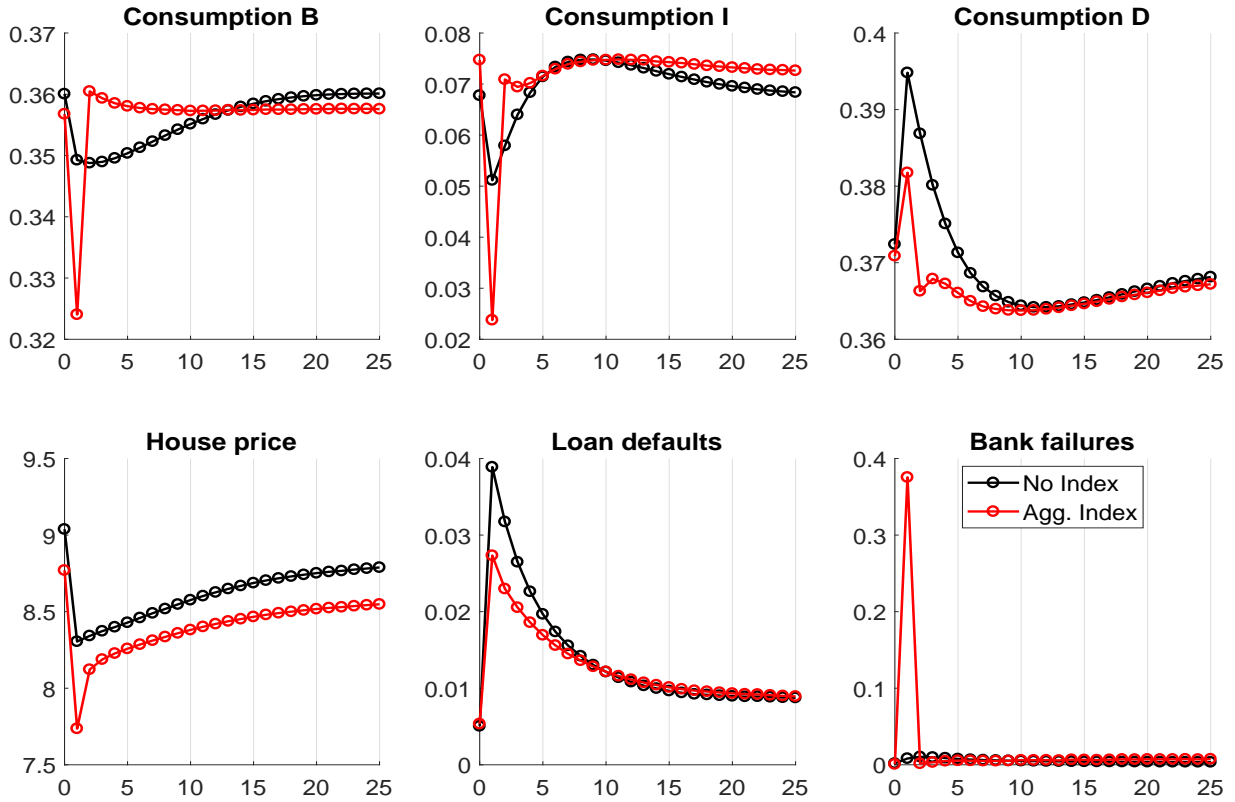 Consumption B
0.37
0.36
0.35
0.34
0.33
0.32
0 5 10 15 20 25
Consumption I
0.08
0.07
0.06
0.05
0.04
0.03
0.02
0 5 10 15 20 25
Consumption D
0.4
0.39
0.38
0.37
0.36
0 5 10 15 20 25
House price
9.5
9
8.5
8
7.5
0 5 10 15 20 25
Loan defaults
0.04
0.03
0.02
0.01
0
0 5 10 15 20 25
Bank failures
0.4
0.3
0.2
0.1
0
No Index
Agg. Index
0 5 10 15 20 25